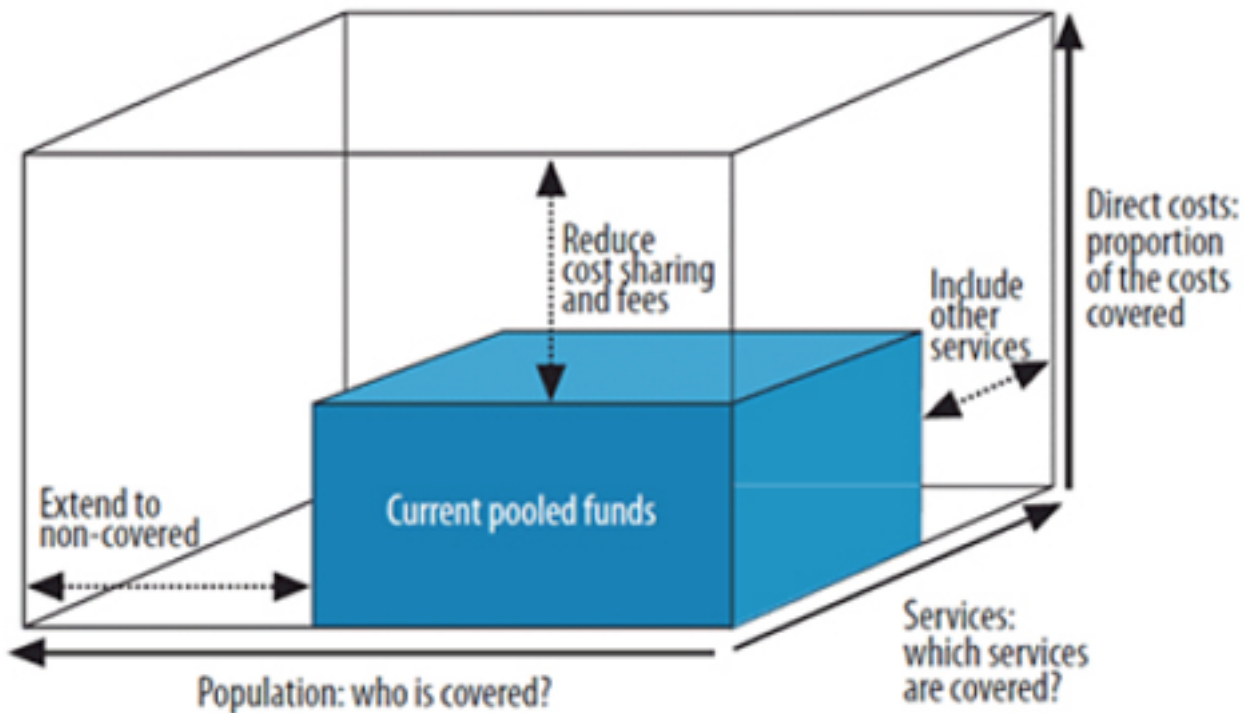 Direct costs:
proportion
of the costs
covered
Reduce
cost sharing
and fees
Include
other
services
Extend to
non-covered
Current pooled funds
Services:
which services
are covered?
Population: who is covered?